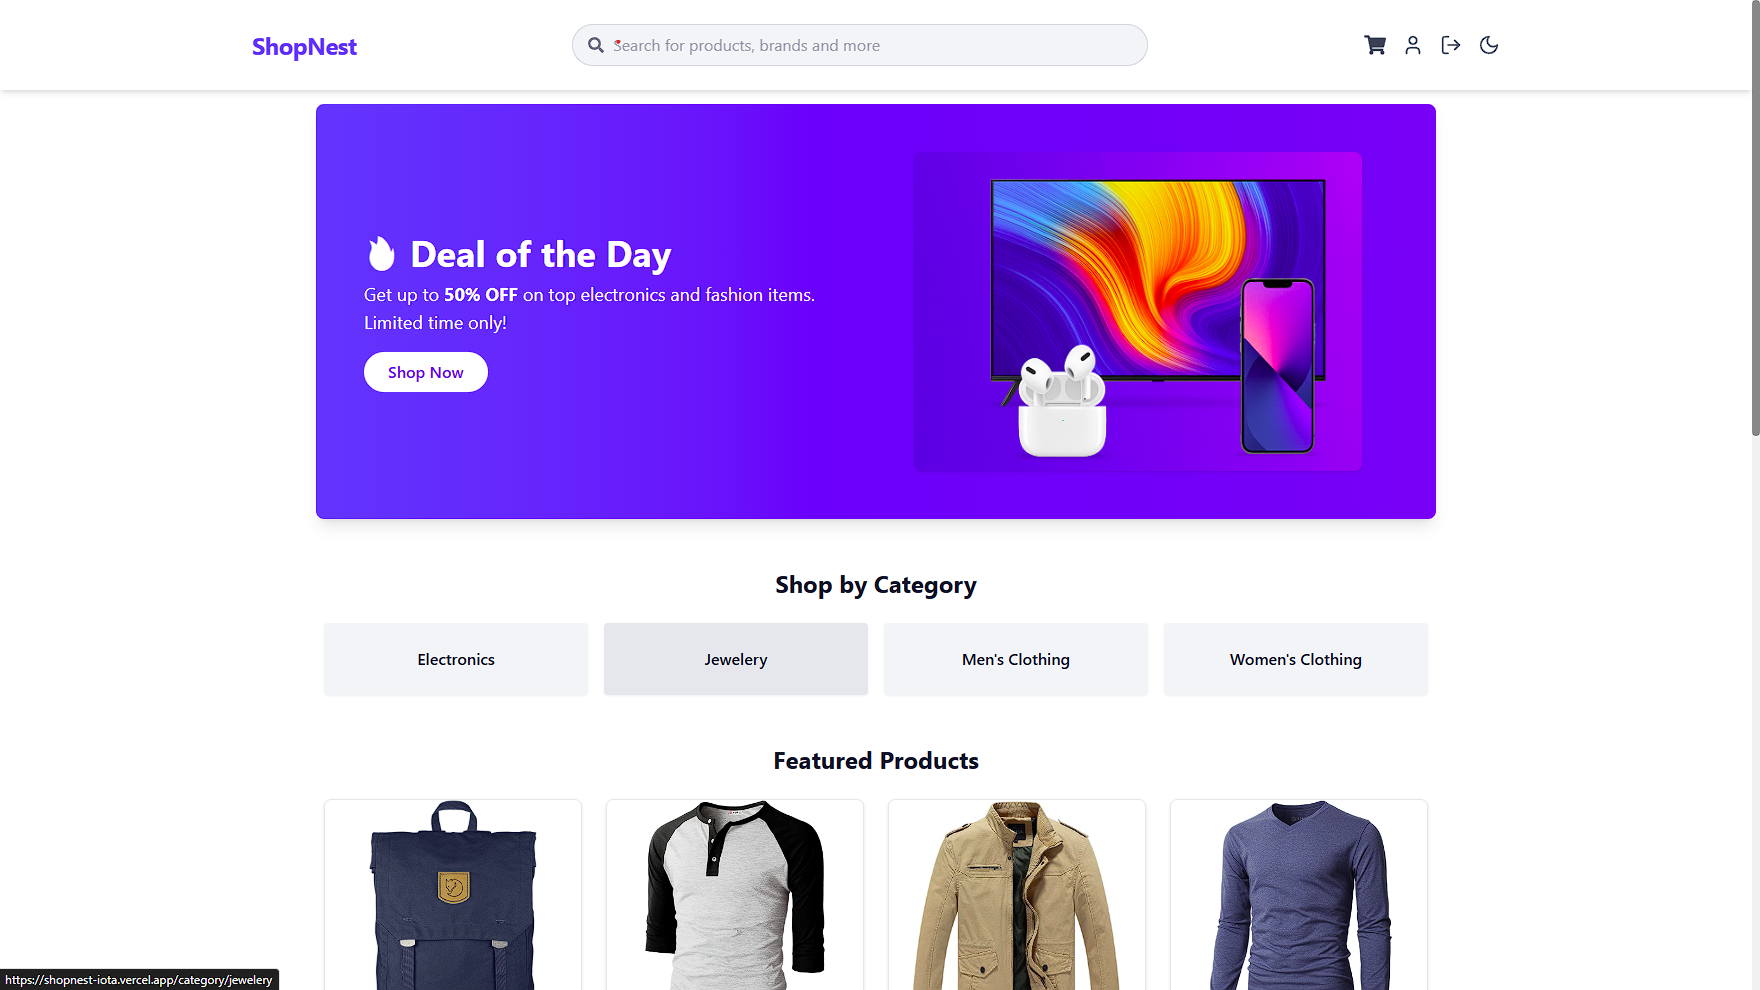 ShopNest
Search for products, brands and more
Deal of the Day
Get up to 50% OFF on top electronics and fashion items.
Limited time only!
Shop Now
Shop by Category
Electronics
Jewelery
Men's Clothing
Women's Clothing
Featured Products
https://shopnest-iota.vercel.app/category/jewelery